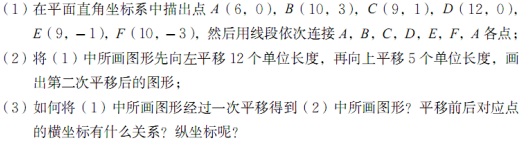 (1)在平面直角坐标系中描出点 A(6，0)，B(10，3)，C(9，1)，D(12，0)，
E(9，－1)，F(10，－3)，然后用线段依次连接 A，B，C，D，E，F，A 各点；
(2)将(1)中所画图形先向左平移 12 个单位长度，再向上平移 5 个单位长度，画
出第二次平移后的图形；
(3)如何将(1)中所画图形经过一次平移得到(2)中所画图形？平移前后对应点
的横坐标有什么关系？纵坐标呢？